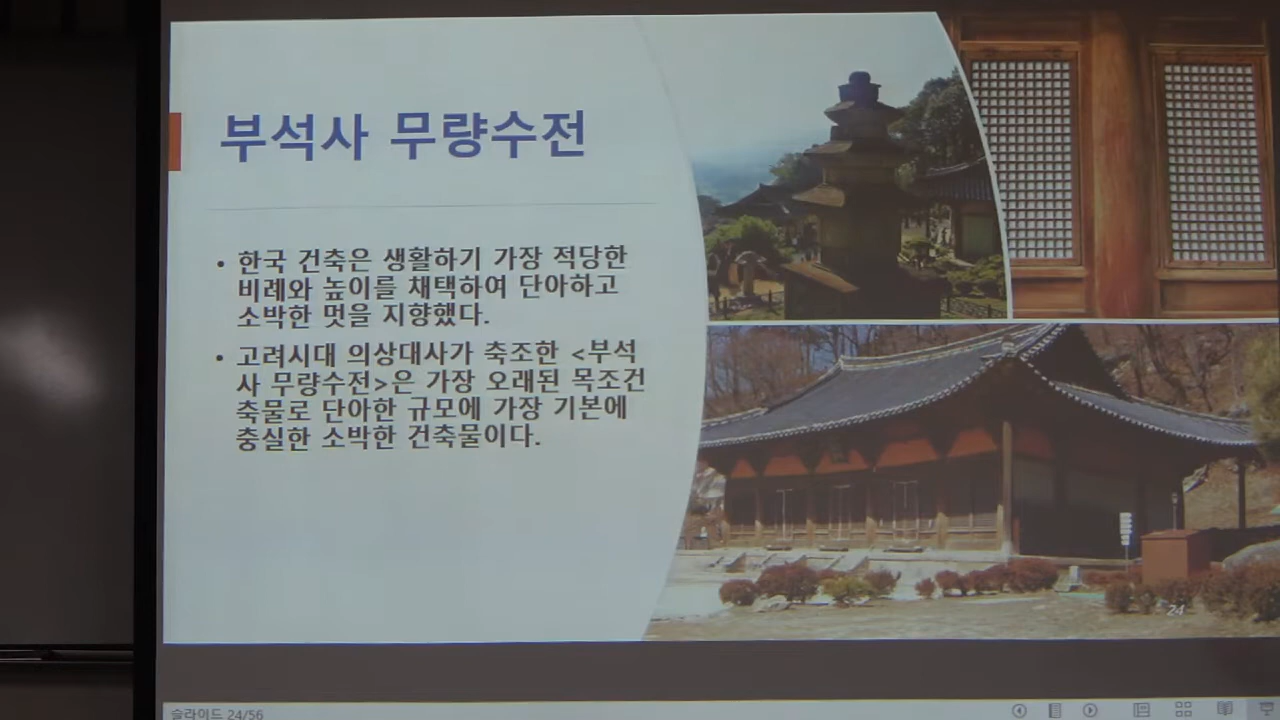 부석사 무량수전
• 한국 건축은 생활하기 가장 적당한
비례와 높이를 채택하여 단아하고
소박한 멋을 지향했다.
• 고려시대 의상대사가 축조한 <부석
사 무량수전>은 가장 오래된 목조건
축물로 단아한 규모에 가장 기본에
충실한 소박한 건축물이다.
24
슬라이드 24/56